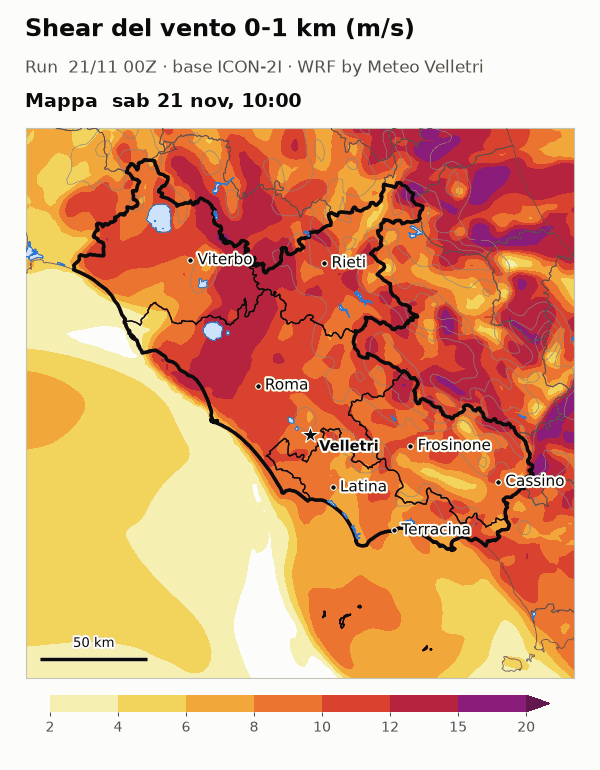 Shear del vento 0-1 km (m/s)
Run  21/11 00Z · base ICON-2I · WRF by Meteo Velletri
Mappa  sab 21 nov, 10:00
Viterbo
Rieti
Roma
Velletri
Frosinone
Latina
Cassino
Terracina
50 km
2 4 6 8 10 12 15 20